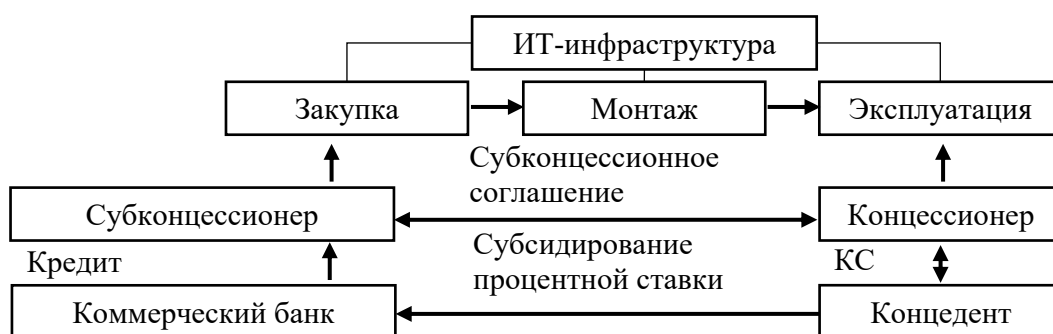 ИТ-инфраструктура
Закупка
Монтаж
Эксплуатация
Субконцессионное
соглашение
Субконцессионер
Концессионер
Кредит
Субсидирование
процентной ставки
КС
Коммерческий банк
Концедент